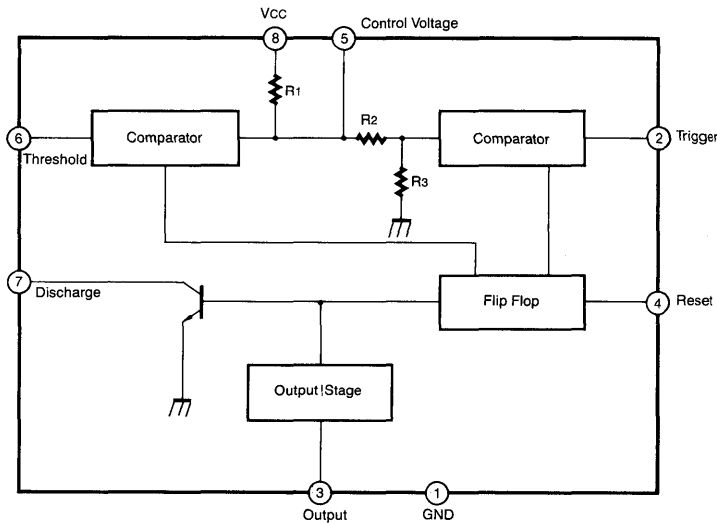 Vcc
8
5
Control Voltage
R1
R2
6
Comparator
Comparator
2
Trigger
Threshold
R3
7
Discharge
Flip Flop
4
Reset
Output!Stage
3
1
Output
GND